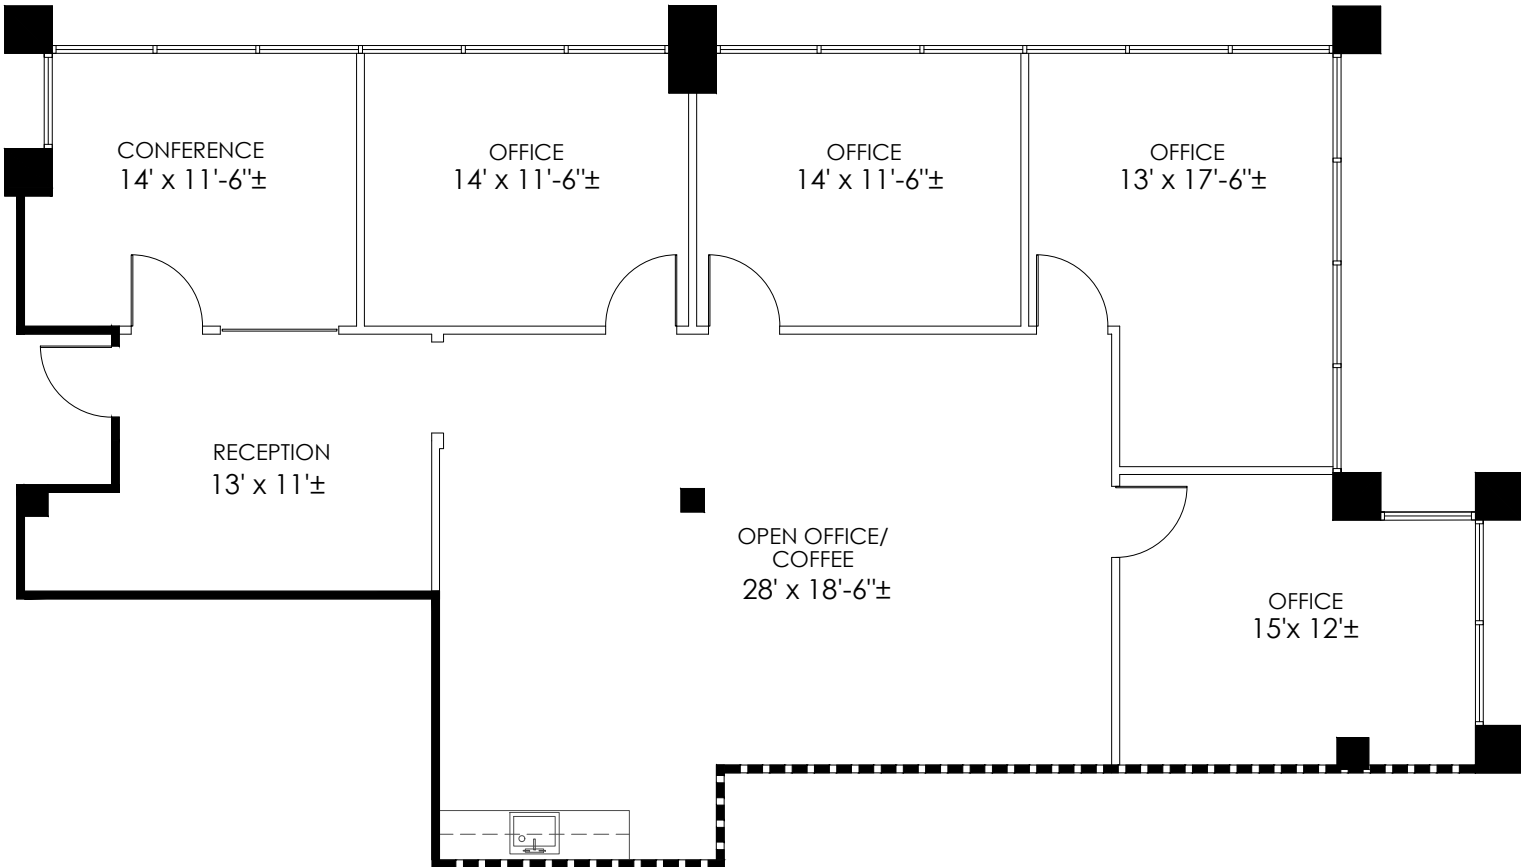 CONFERENCE
14' x 11'-6"±
OFFICE
14' x 11'-6"±
OFFICE
14' x 11'-6"±
OFFICE
13' x 17'-6"±
RECEPTION
13' x 11'±
OPEN OFFICE/
COFFEE
28' x 18'-6"±
OFFICE
15'x 12'±